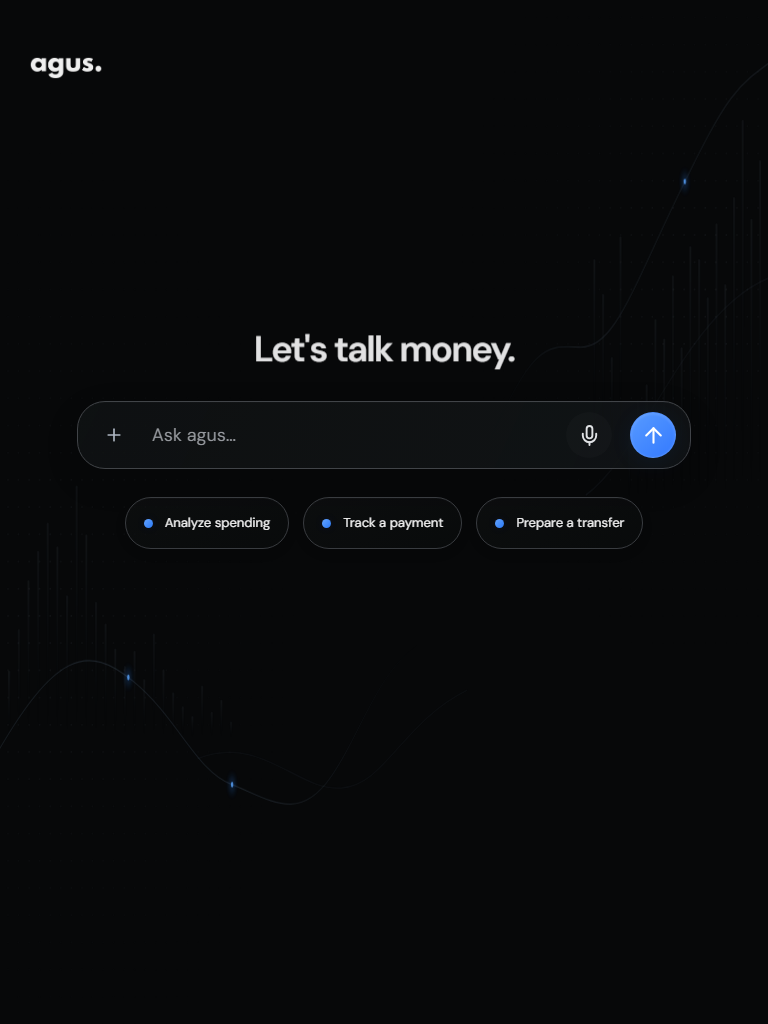 agus.
Let's talk money.
Ask agus...
Analyze spending
Track a payment
Prepare a transfer